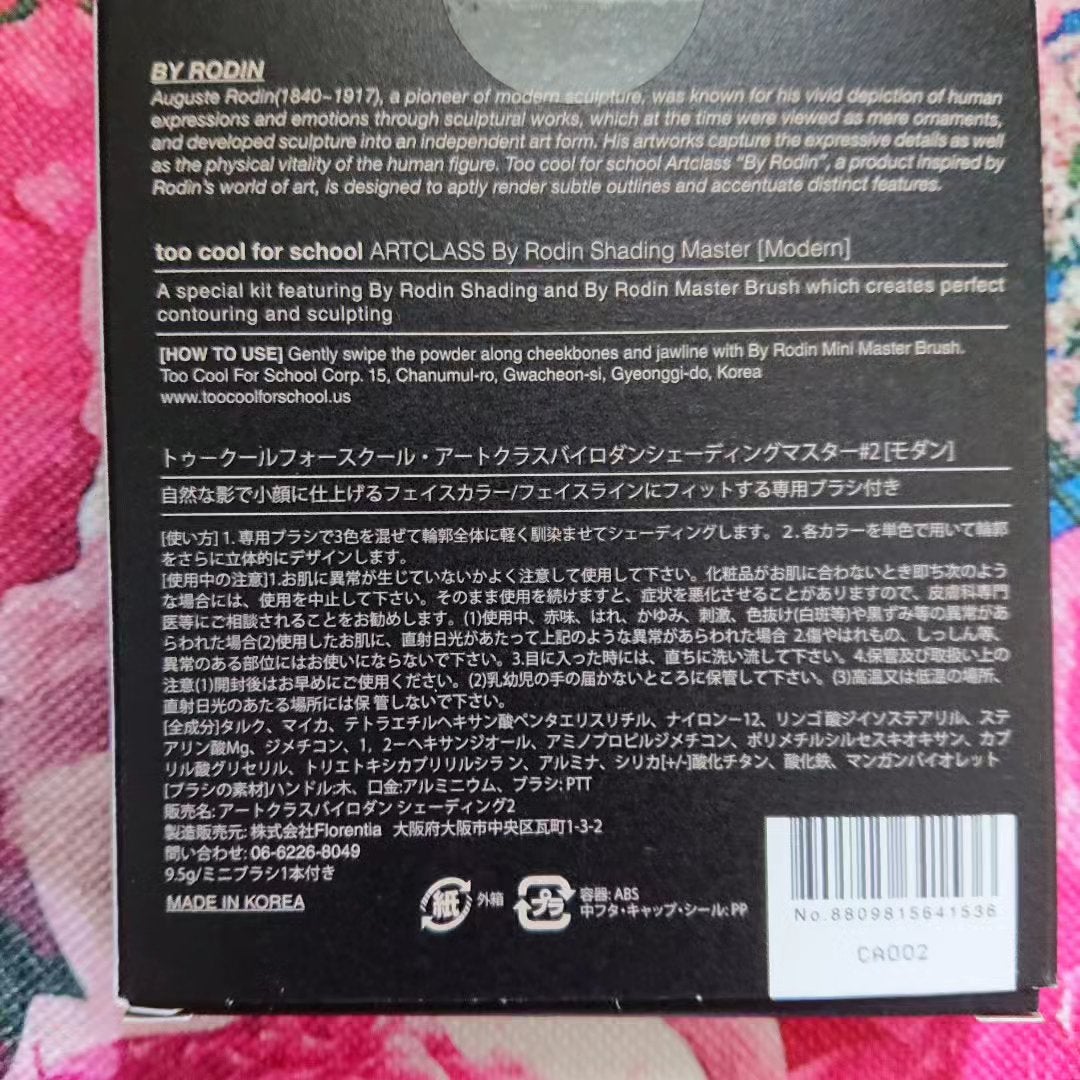 BY RODIN
Auguste Rodin(1840~1917), a pioneer of modern sculpture, was known for his vivid depiction of human
expressions and emotions through sculptural works, which at the time were viewed as mere ornaments,
and developed sculpture into an independent art form. His artworks capture the expressive details as well
as the physical vitality of the human figure. Too cool for school Artclass "By Rodin", a product inspired by
Rodin's world of art, is designed to aptly render subtle outlines and accentuate distinct features.
too cool for school ARTCLASS By Rodin Shading Master [Modern]
A special kit featuring By Rodin Shading and By Rodin Master Brush which creates perfect
contouring and sculpting
[HOW TO USE] Gently swipe the powder along cheekbones and jawline with By Rodin Mini Master Brush.
Too Cool For School Corp. 15, Chanumul-ro, Gwacheon-si, Gyeonggi-do, Korea
www.toocoolforschool.us
トゥークールフォースクール・アートクラスバイロダンシェーディングマスター#2 [モダン]
自然な影で小顔に仕上げるフェイスカラー/フェイスラインにフィットする専用ブラシ付き
[使い方] 1. 専用ブラシで3色を混ぜて輪郭全体に軽く馴染ませてシェーディングします。 2. 各カラーを単色で用いて輪郭
をさらに立体的にデザインします。
[使用中の注意]1.お肌に異常が生じていないかよく注意して使用して下さい。化粧品がお肌に合わないとき即ち次のよう
な場合には、使用を中止して下さい。そのまま使用を続けますと、症状を悪化させることがありますので、皮膚科専門
医等にご相談されることをお勧めします。(1)使用中、赤味、はれ、かゆみ、刺激、色抜け(白斑等)や黒ずみ等の異常があ
らわれた場合(2)使用したお肌に、直射日光があたって上記のような異常があらわれた場合 2.傷やはれもの、しっしん等、
異常のある部位にはお使いにならないで下さい。3.目に入った時には、直ちに洗い流して下さい。4.保管及び取扱い上の
注意(1)開封後はお早めにご使用ください。(2)乳幼児の手の届かないところに保管して下さい。(3)高温又は低温の場所、
直射日光のあたる場所には保管しないで下さい。
[全成分]タルク、マイカ、テトラエチルヘキサン酸ペンタエリスリチル、ナイロン－12、リンゴ酸ジイソステアリル、ステ
アリン酸Mg、ジメチコン、1，2－ヘキサンジオール、アミノプロピルジメチコン、ポリメチルシルセスキオキサン、カプ
リル酸グリセリル、トリエトキシカプリリルシラン、アルミナ、シリカ[+/-]酸化チタン、酸化鉄、マンガンバイオレット
[ブラシの素材]ハンドル:木、口金:アルミニウム、ブラシ: PTT
販売名: アートクラスバイロダン シェーディング2
製造販売元: 株式会社Florentia 大阪府大阪市中央区瓦町1-3-2
問い合わせ: 06-6226-8049
9.5g/ミニブラシ1本付き
MADE IN KOREA
紙 外箱
プラ 容器: ABS
中フタ・キャップ・シール: PP
No.8809815641536
CA002